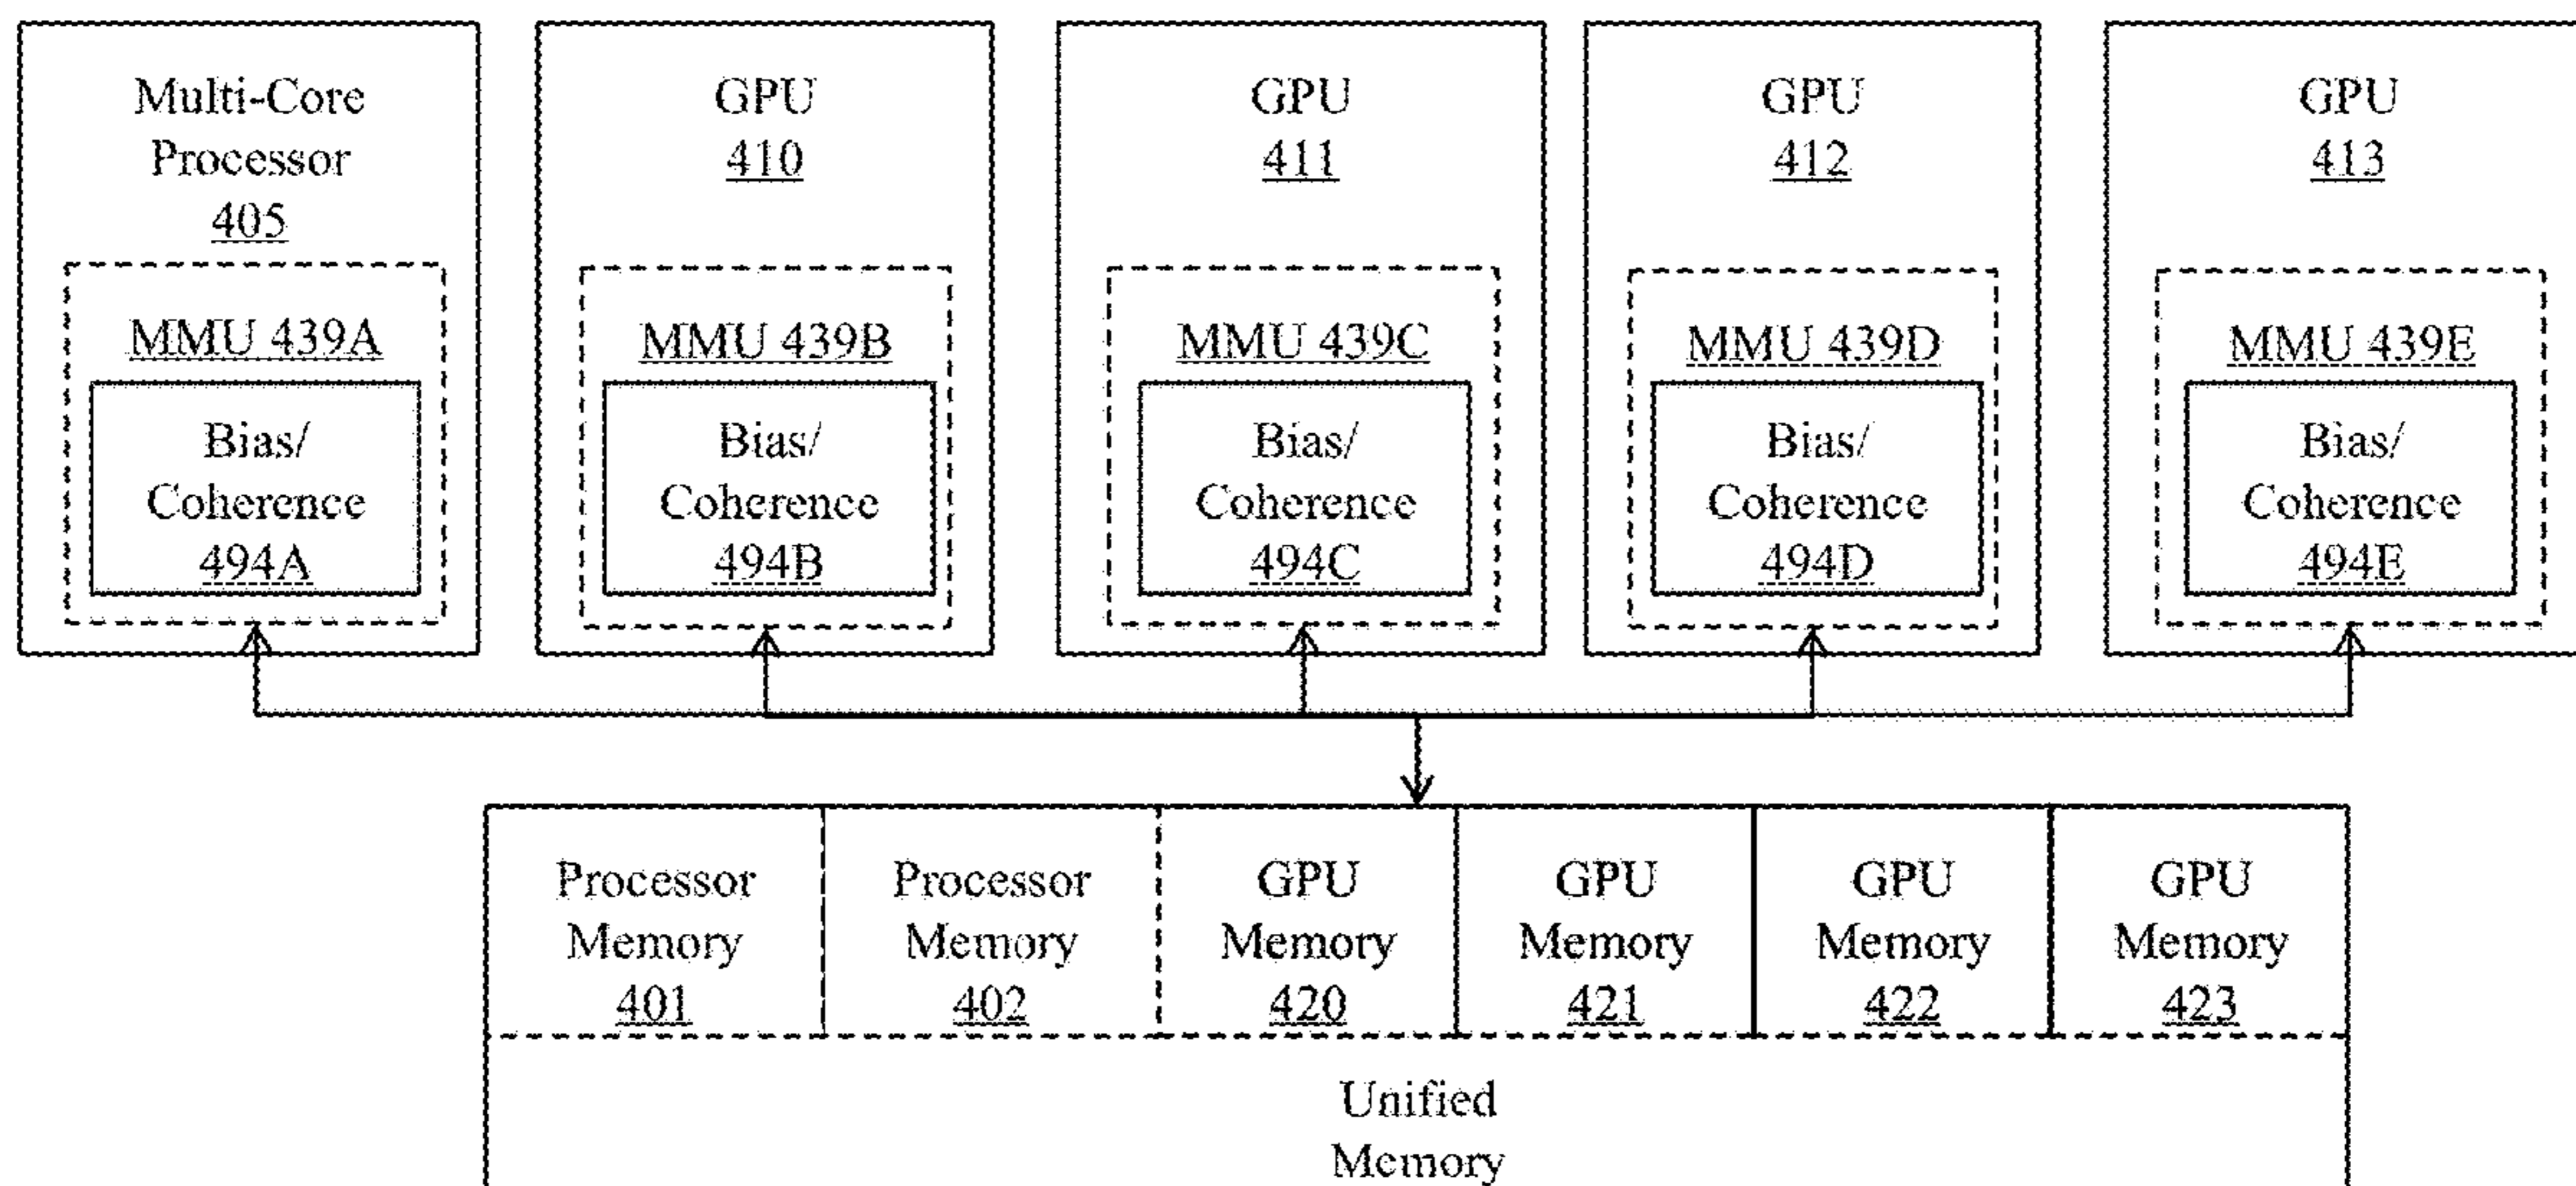 Multi-Core
Processor
405
MMU 439A
Bias/
Coherence
494A
GPU
410
MMU 439B
Bias/
Coherence
494B
GPU
411
MMU 439C
Bias/
Coherence
494C
GPU
412
MMU 439D
Bias/
Coherence
494D
GPU
413
MMU 439E
Bias/
Coherence
494E
Processor
Memory
401
Processor
Memory
402
GPU
Memory
420
GPU
Memory
421
GPU
Memory
422
GPU
Memory
423
Unified
Memory